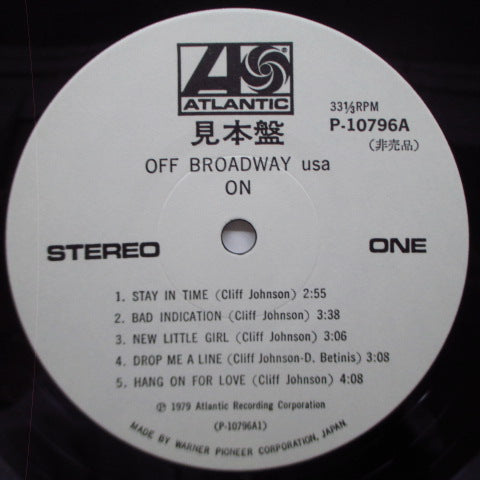 ATLANTIC®
見本盤
33⅓RPM
P-10796A
(非売品)
OFF BROADWAY usa
ON
STEREO
ONE
1. STAY IN TIME (Cliff Johnson) 2:55
2. BAD INDICATION (Cliff Johnson) 3:38
3. NEW LITTLE GIRL (Cliff Johnson) 3:06
4. DROP ME A LINE (Cliff Johnson-D. Betinis) 3:08
5. HANG ON FOR LOVE (Cliff Johnson) 4:08
℗ 1979 Atlantic Recording Corporation
(P-10796A1)
MADE BY WARNER PIONEER CORPORATION, JAPAN